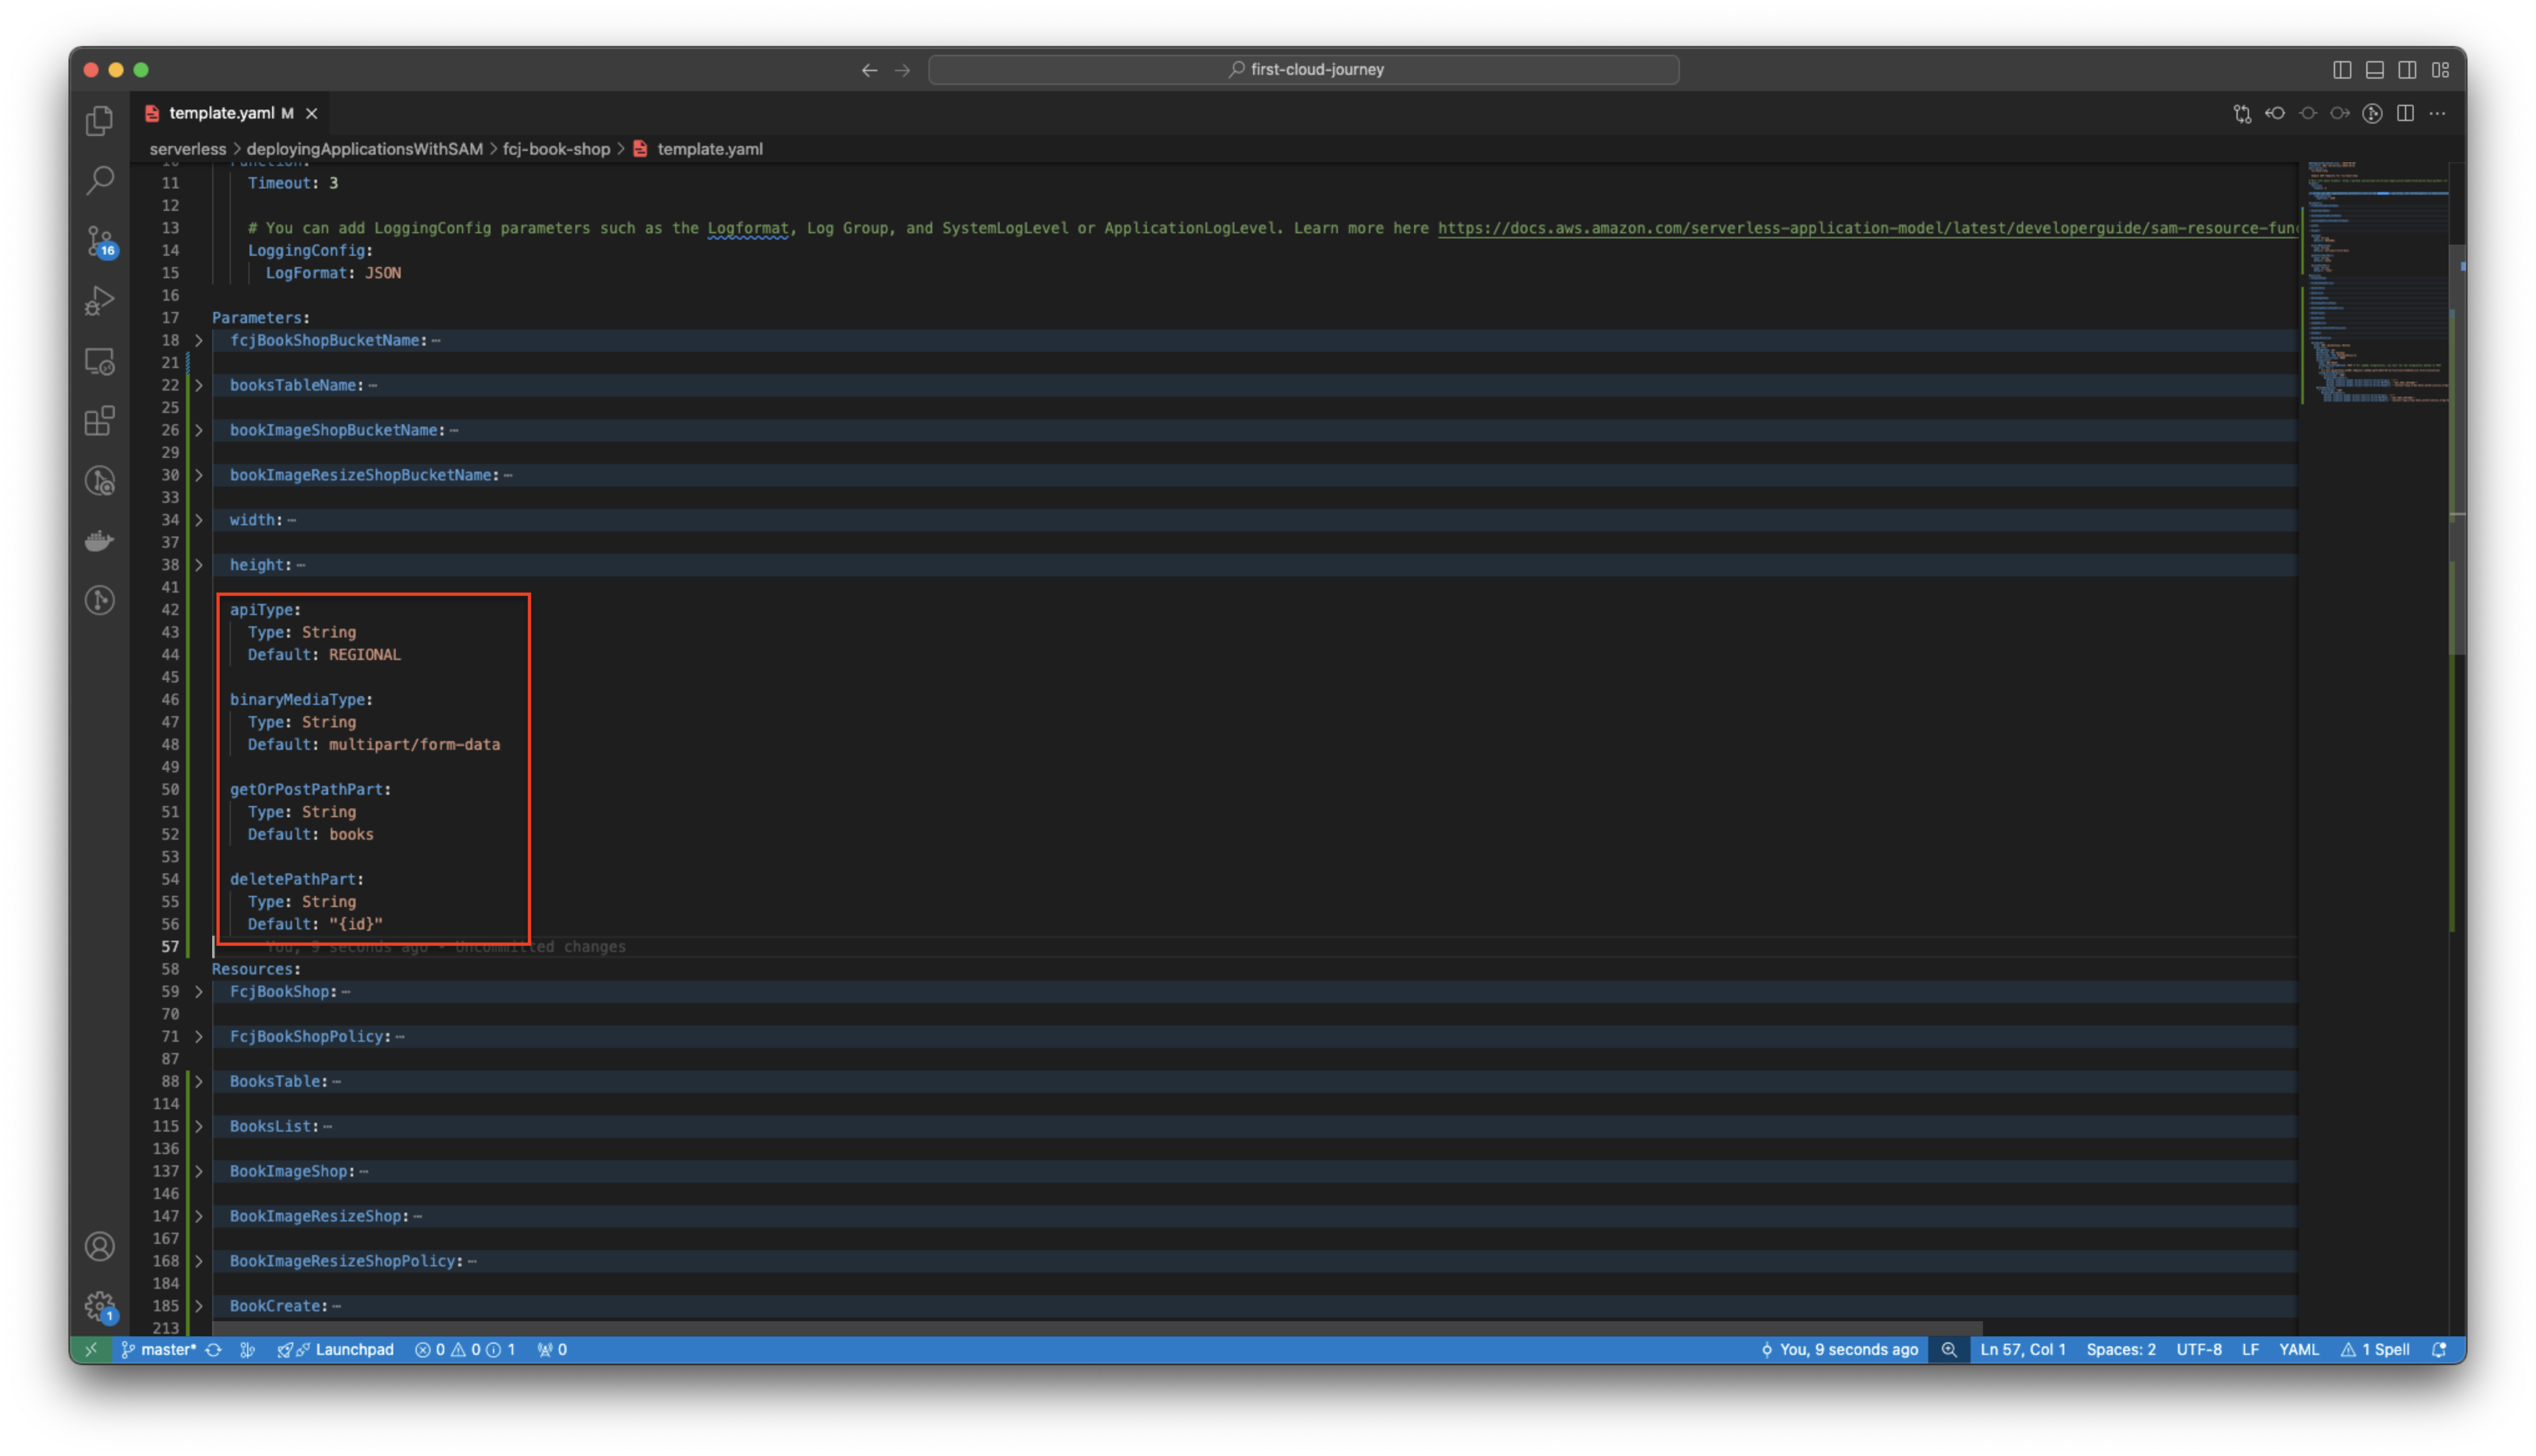 first-cloud-journey
template.yaml M
serverless > deployingApplicationsWithSAM > fcj-book-shop > template.yaml
10 Function:
11 Timeout: 3
12
13 # You can add LoggingConfig parameters such as the Logformat, Log Group, and SystemLogLevel or ApplicationLogLevel. Learn more here https://docs.aws.amazon.com/serverless-application-model/latest/developerguide/sam-resource-fun
14 LoggingConfig:
15 LogFormat: JSON
16
17 Parameters:
18 fcjBookShopBucketName:
21
22 booksTableName:
25
26 bookImageShopBucketName:
29
30 bookImageResizeShopBucketName:
33
34 width:
37
38 height:
41
42 apiType:
43 Type: String
44 Default: REGIONAL
45
46 binaryMediaType:
47 Type: String
48 Default: multipart/form-data
49
50 getOrPostPathPart:
51 Type: String
52 Default: books
53
54 deletePathPart:
55 Type: String
56 Default: "{id}"
57 You, 9 seconds ago • Uncommitted changes
58 Resources:
59 FcjBookShop:
70
71 FcjBookShopPolicy:
87
88 BooksTable:
114
115 BooksList:
136
137 BookImageShop:
146
147 BookImageResizeShop:
167
168 BookImageResizeShopPolicy:
184
185 BookCreate:
213
16
1
master* Launchpad 0 0 1 0 You, 9 seconds ago Ln 57, Col 1 Spaces: 2 UTF-8 LF YAML 1 Spell